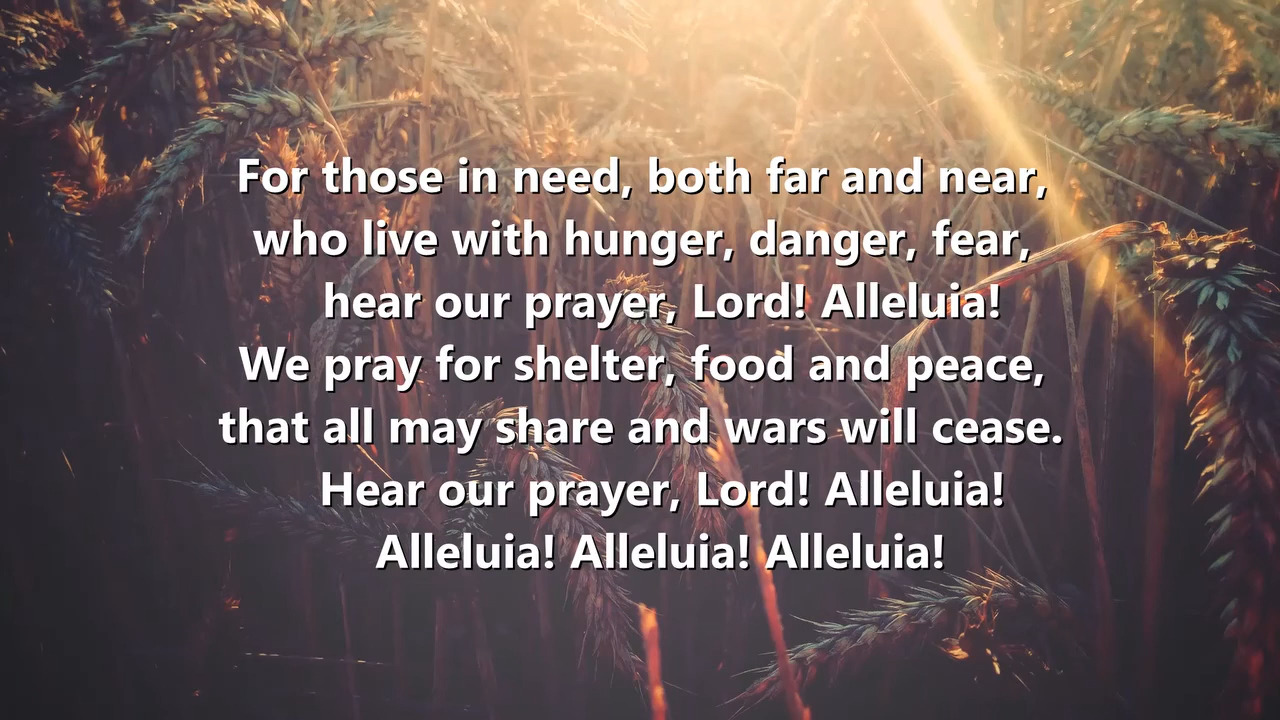 For those in need, both far and near,
who live with hunger, danger, fear,
hear our prayer, Lord! Alleluia!
We pray for shelter, food and peace,
that all may share and wars will cease.
Hear our prayer, Lord! Alleluia!
Alleluia! Alleluia! Alleluia!